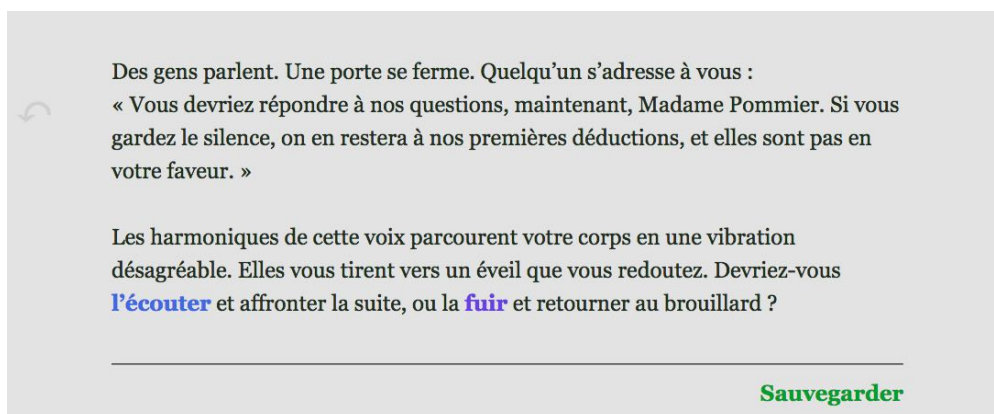 Des gens parlent. Une porte se ferme. Quelqu’un s’adresse à vous :
« Vous devriez répondre à nos questions, maintenant, Madame Pommier. Si vous
gardez le silence, on en restera à nos premières déductions, et elles sont pas en
votre faveur. »
Les harmoniques de cette voix parcourent votre corps en une vibration
désagréable. Elles vous tirent vers un éveil que vous redoutez. Devriez-vous
l’écouter et affronter la suite, ou la fuir et retourner au brouillard ?
Sauvegarder